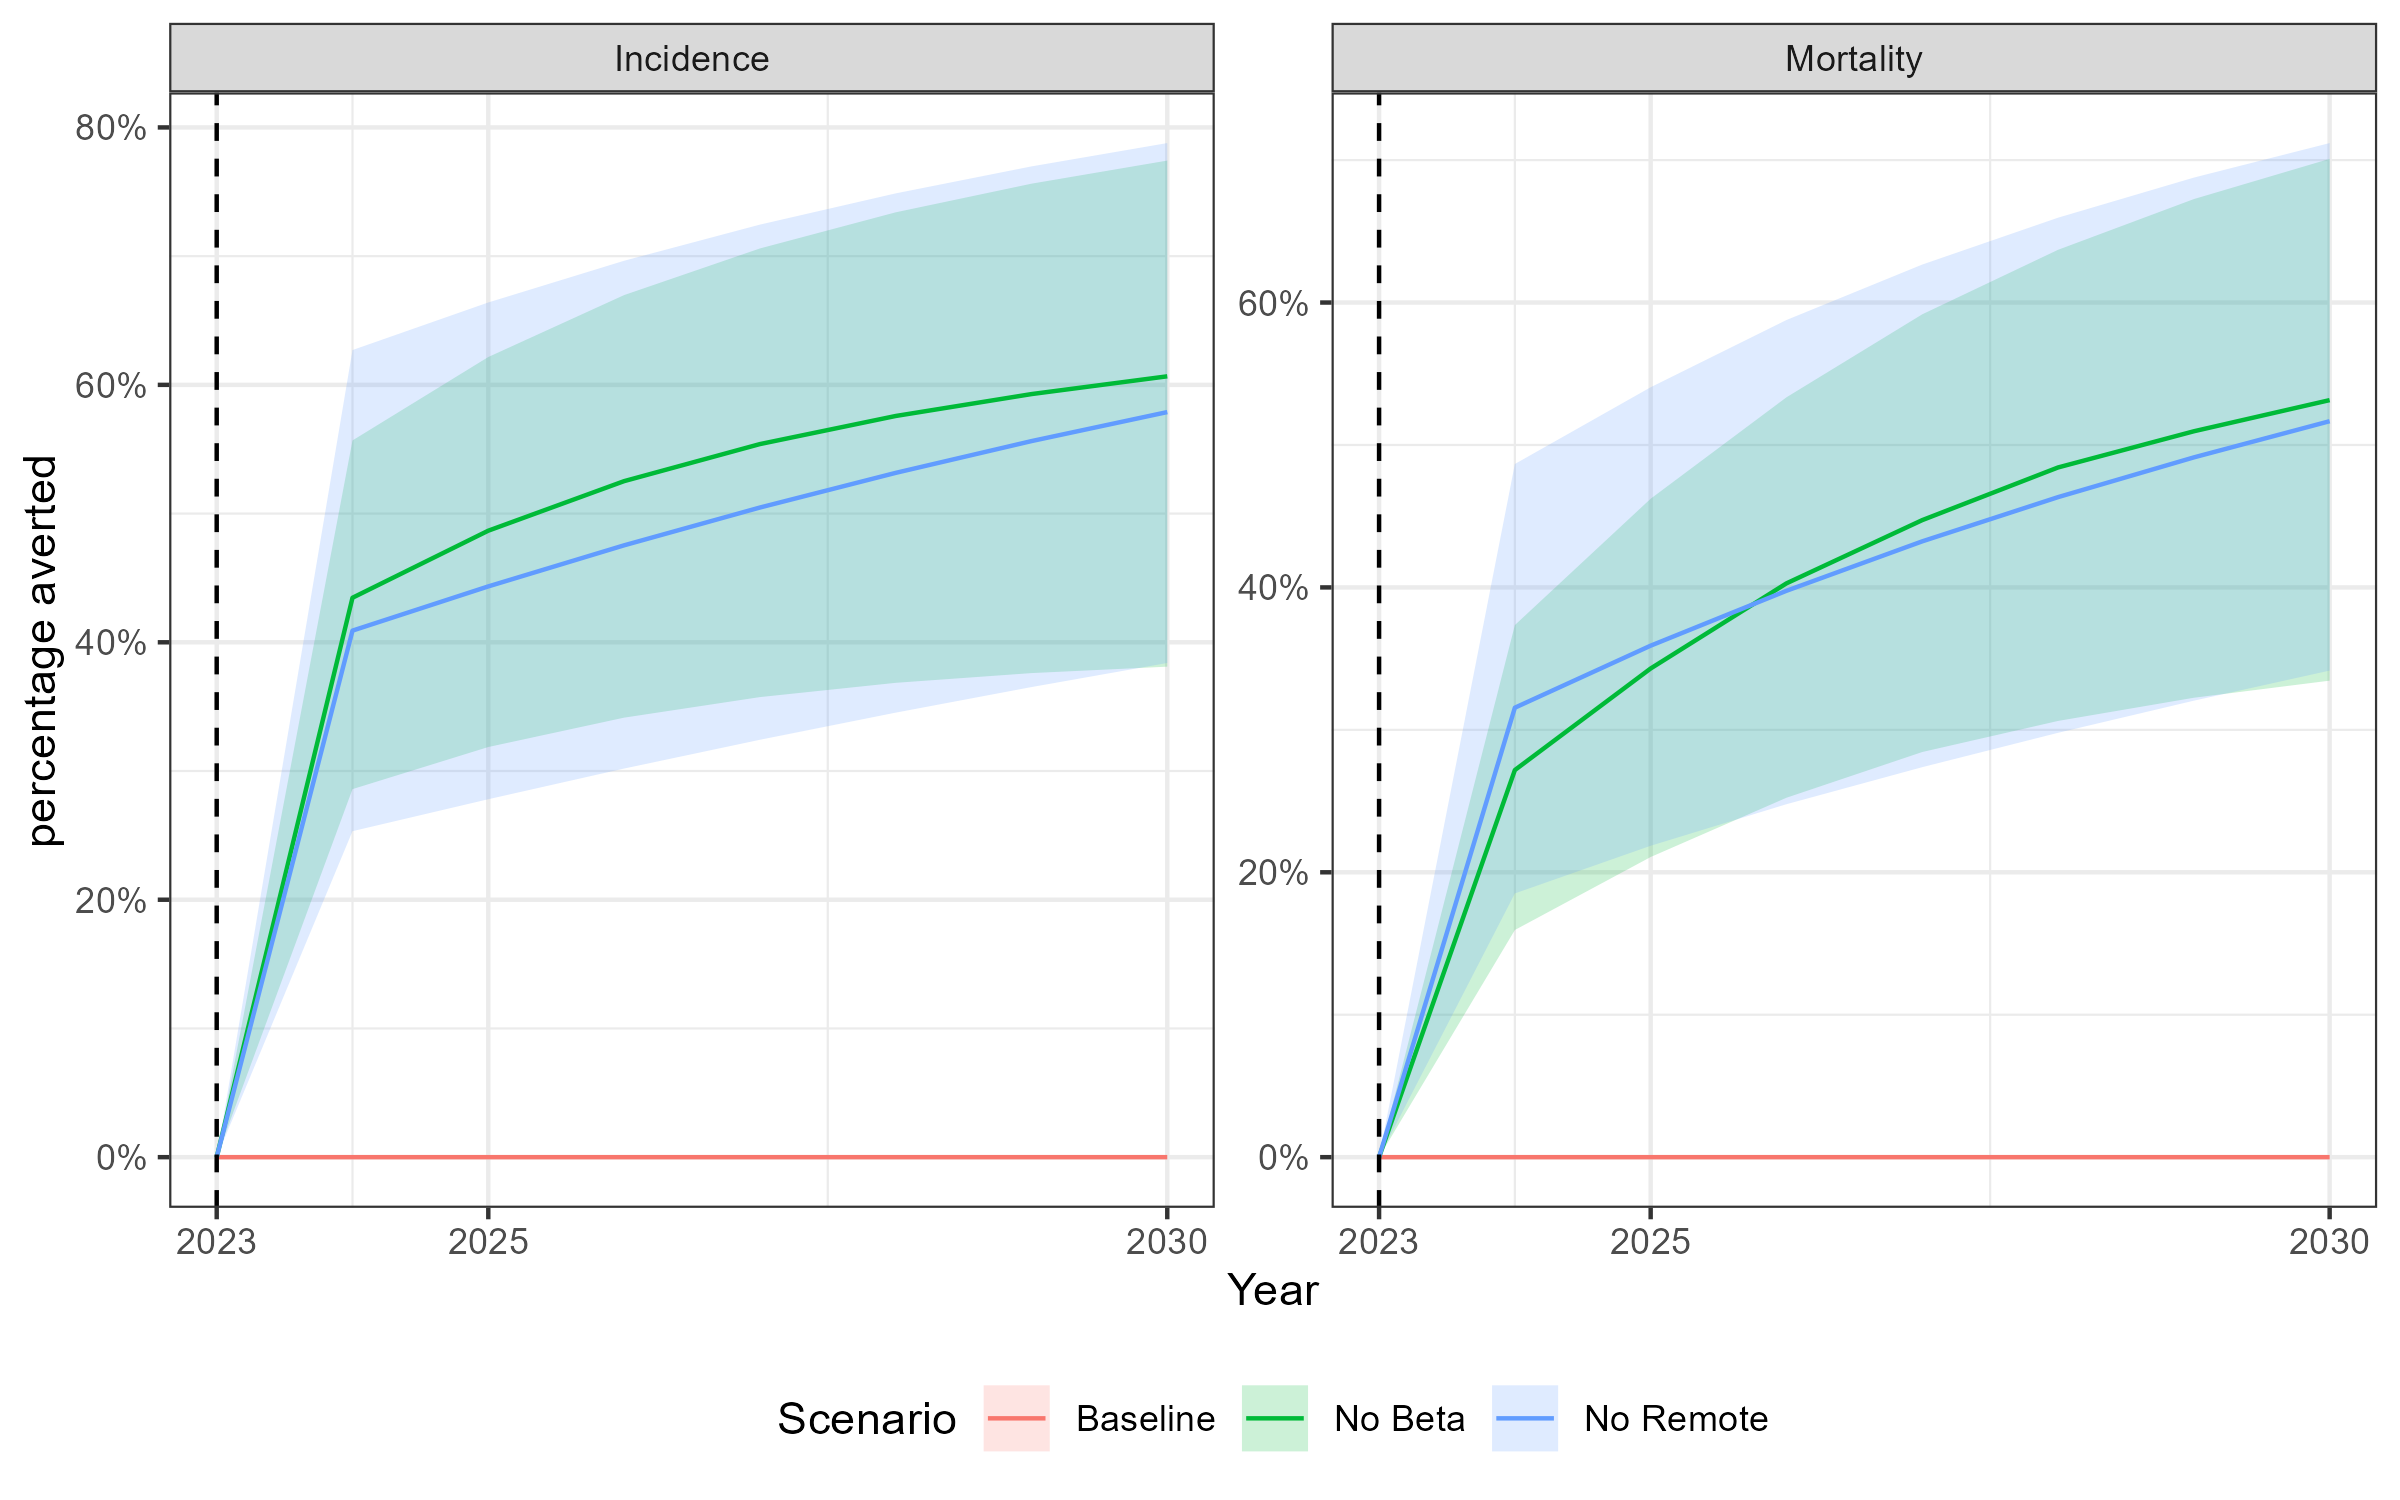 Incidence
Mortality
percentage averted
80%
60%
40%
20%
0%
60%
40%
20%
0%
2023
2025
2030
2023
2025
2030
Year
Scenario
Baseline
No Beta
No Remote